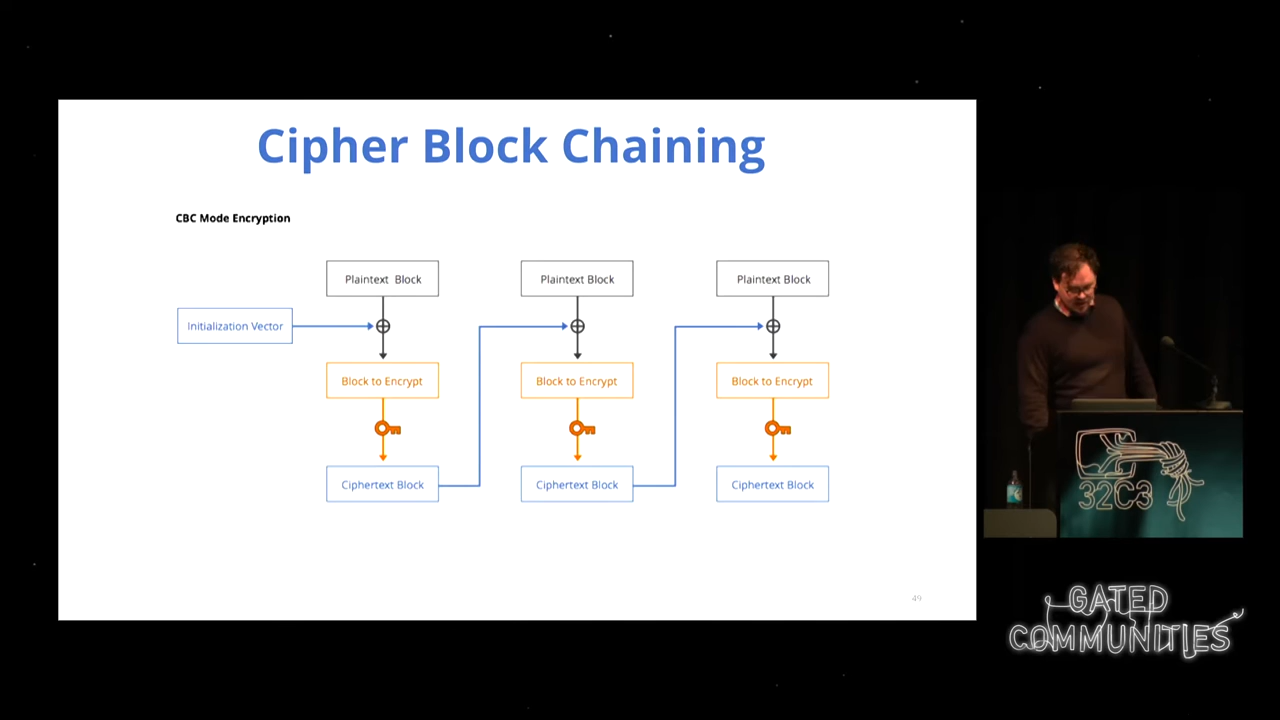 Cipher Block Chaining
CBC Mode Encryption
Plaintext Block
Plaintext Block
Plaintext Block
Initialization Vector
Block to Encrypt
Block to Encrypt
Block to Encrypt
Ciphertext Block
Ciphertext Block
Ciphertext Block
49
32C3
GATED
COMMUNITIES